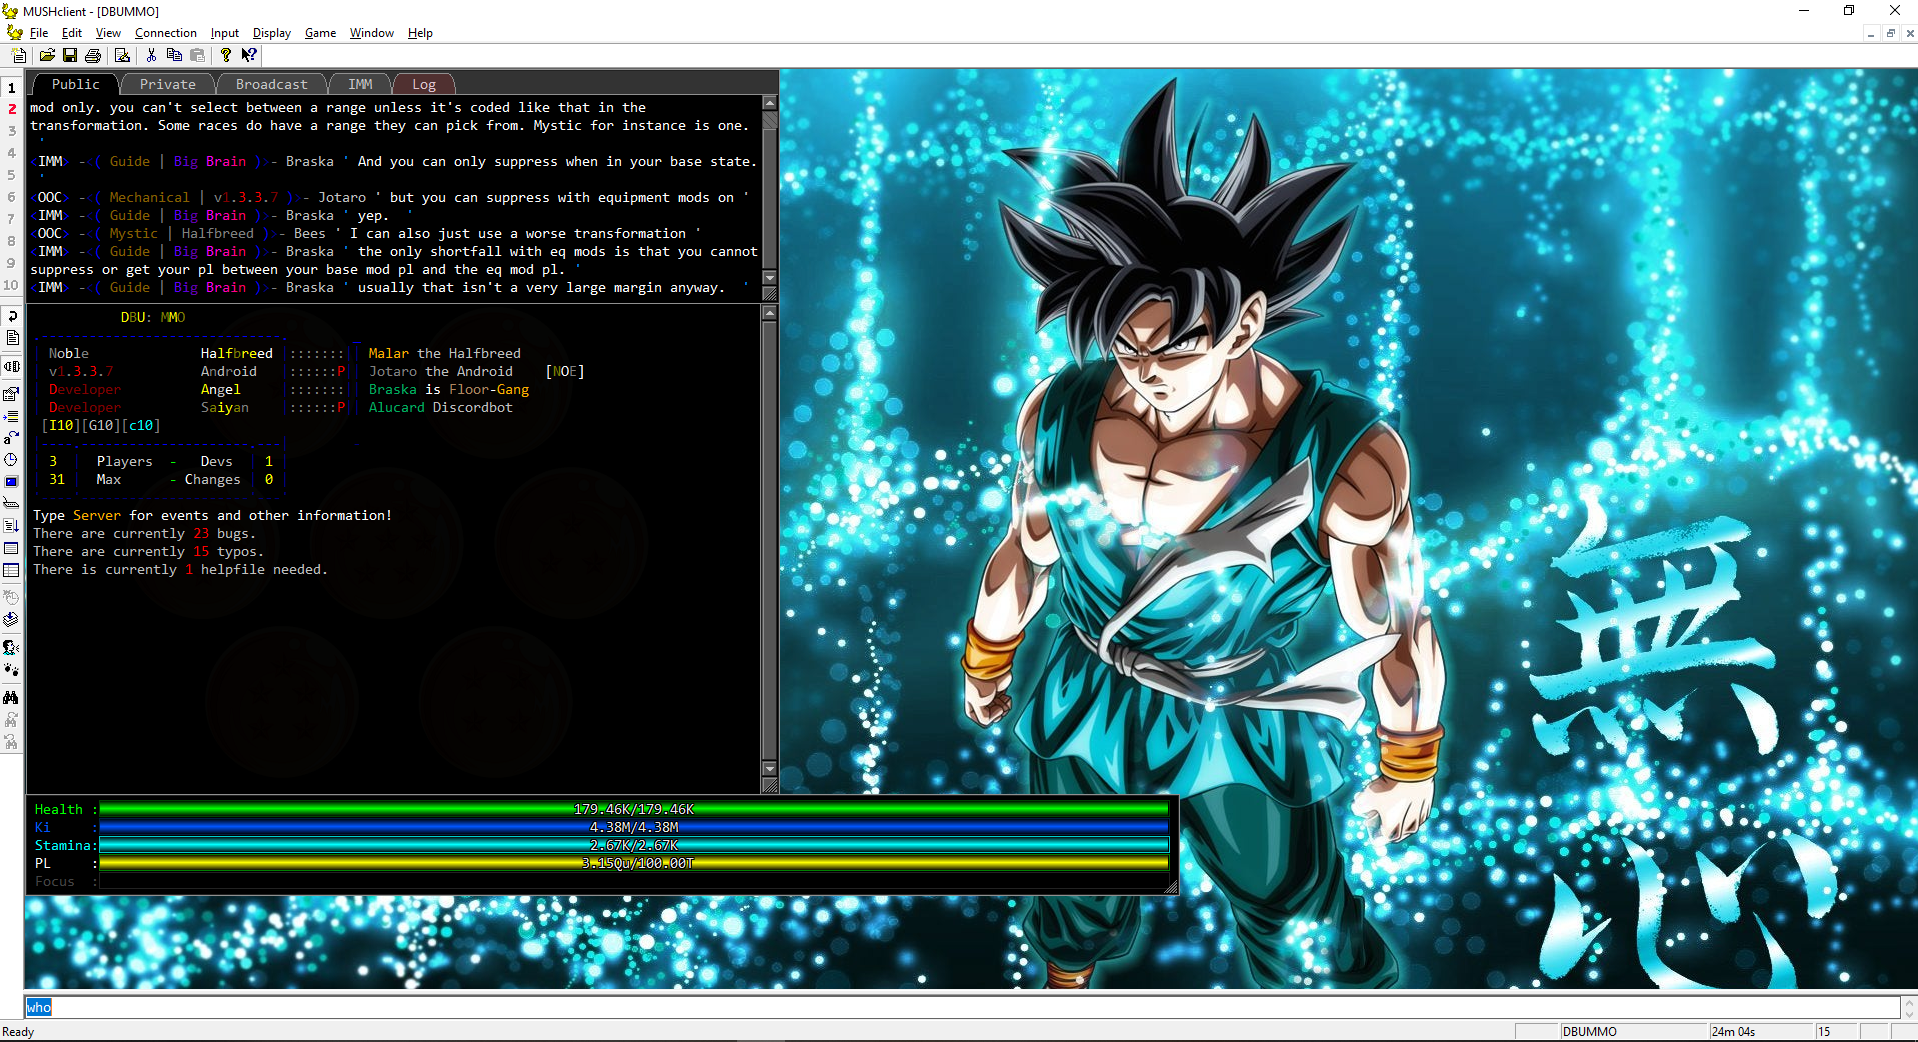 MUSHclient - [DBUMMO]
File Edit View Connection Input Display Game Window Help
Public Private Broadcast IMM Log
1
2
3
4
5
6
7
8
9
10
mod only. you can't select between a range unless it's coded like that in the
transformation. Some races do have a range they can pick from. Mystic for instance is one.
'
<IMM> -<( Guide | Big Brain )>- Braska ' And you can only suppress when in your base state.
'
<OOC> -<( Mechanical | v1.3.3.7 )>- Jotaro ' but you can suppress with equipment mods on '
<IMM> -<( Guide | Big Brain )>- Braska ' yep. '
<OOC> -<( Mystic | Halfbreed )>- Bees ' I can also just use a worse transformation '
<IMM> -<( Guide | Big Brain )>- Braska ' the only shortfall with eq mods is that you cannot
suppress or get your pl between your base mod pl and the eq mod pl. '
<IMM> -<( Guide | Big Brain )>- Braska ' usually that isn't a very large margin anyway. '
DBU: MMO
Noble Halfbreed |:::::::| Malar the Halfbreed
v1.3.3.7 Android |::::::P| Jotaro the Android [NOE]
Developer Angel |:::::::| Braska is Floor-Gang
Developer Saiyan |::::::P| Alucard Discordbot
[I10][G10][c10]
3 | Players - Devs | 1
31 | Max - Changes | 0
Type Server for events and other information!
There are currently 23 bugs.
There are currently 15 typos.
There is currently 1 helpfile needed.
Health : 179.46K/179.46K
Ki : 4.38M/4.38M
Stamina: 2.67K/2.67K
PL : 3.15Qu/100.00T
Focus :
無
心
who
Ready DBUMMO 24m 04s 15